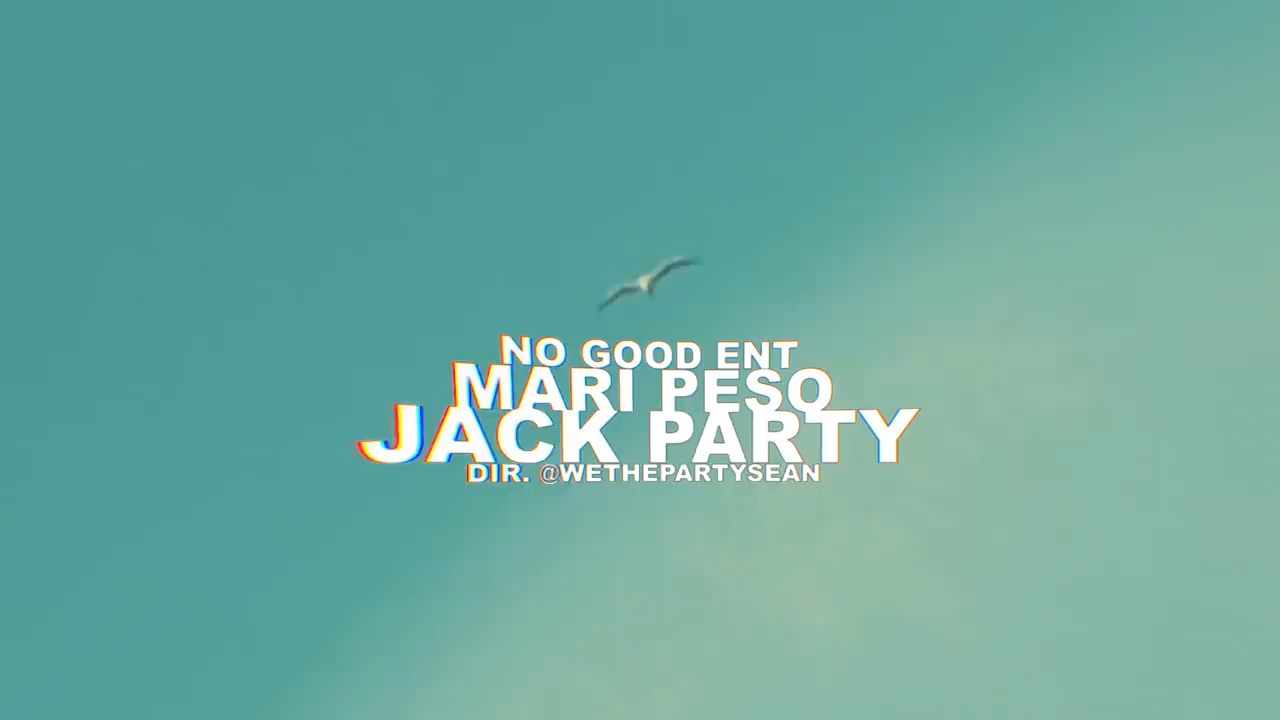 NO GOOD ENT
MARI PESO
JACK PARTY
DIR. @WETHEPARTYSEAN